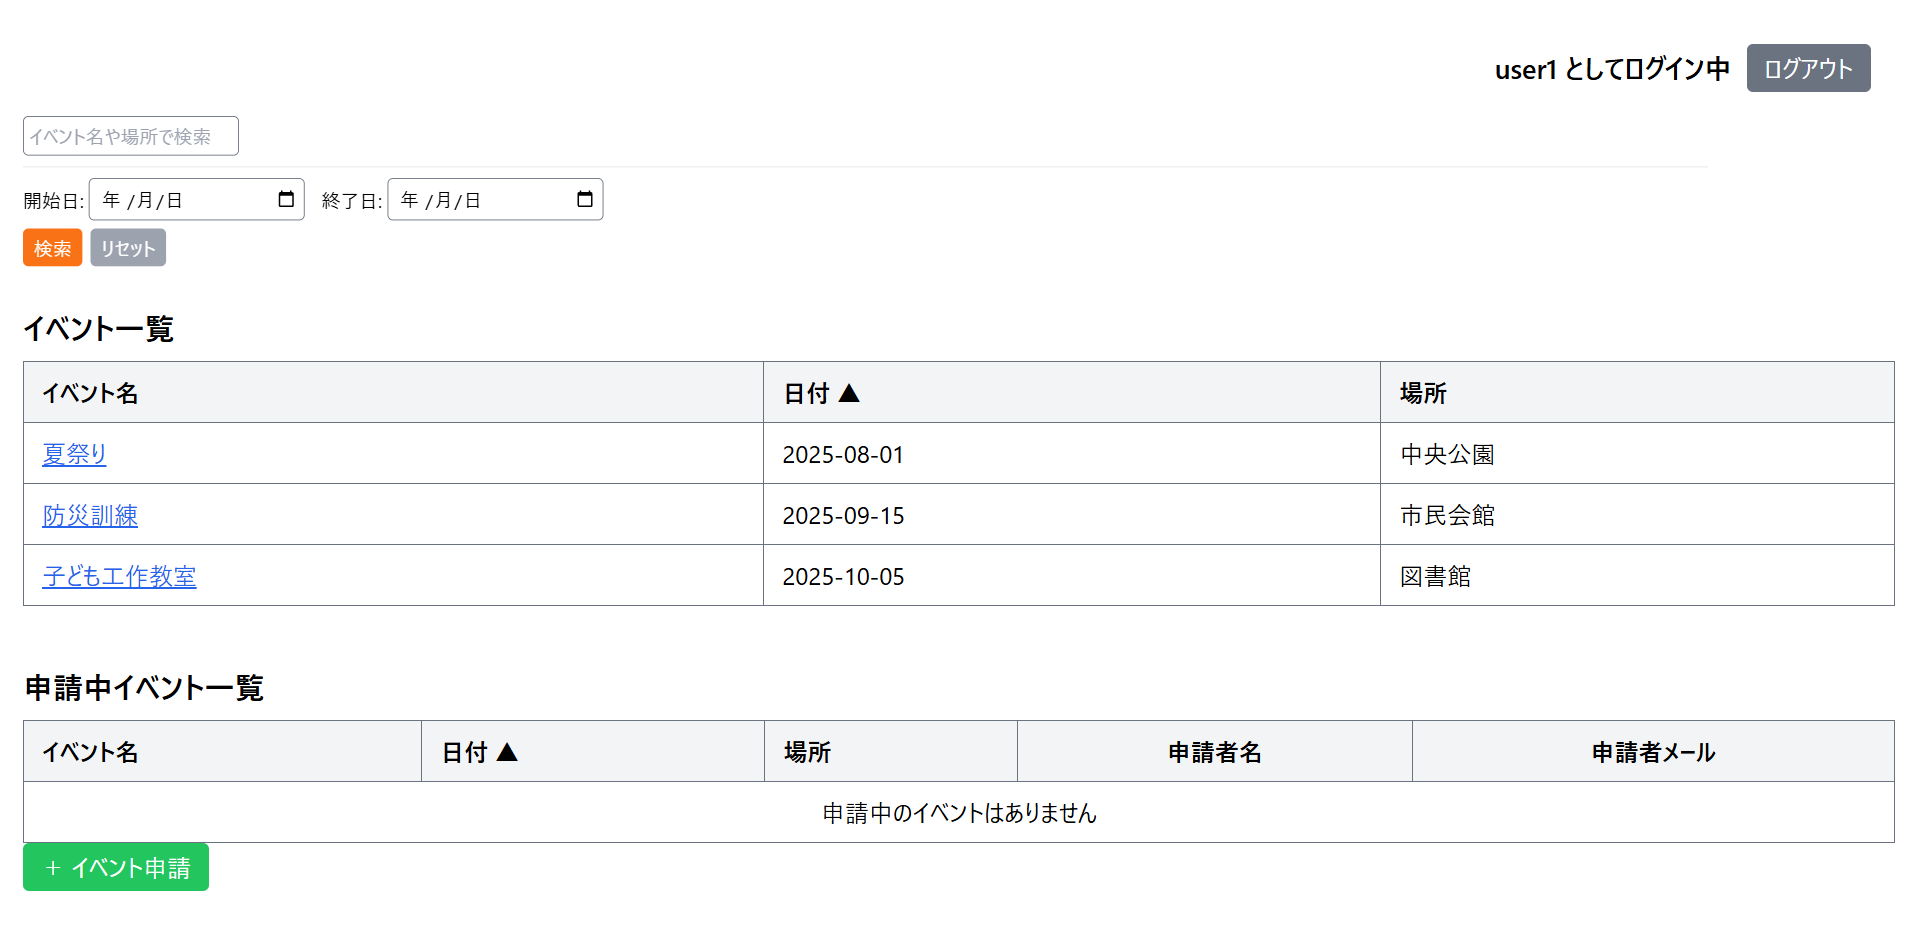 user1 としてログイン中 ログアウト
イベント名や場所で検索
開始日: 年 /月/日 終了日: 年 /月/日
検索 リセット
イベント一覧
イベント名 日付 ▲ 場所
夏祭り 2025-08-01 中央公園
防災訓練 2025-09-15 市民会館
子ども工作教室 2025-10-05 図書館
申請中イベント一覧
イベント名 日付 ▲ 場所 申請者名 申請者メール
申請中のイベントはありません
＋ イベント申請